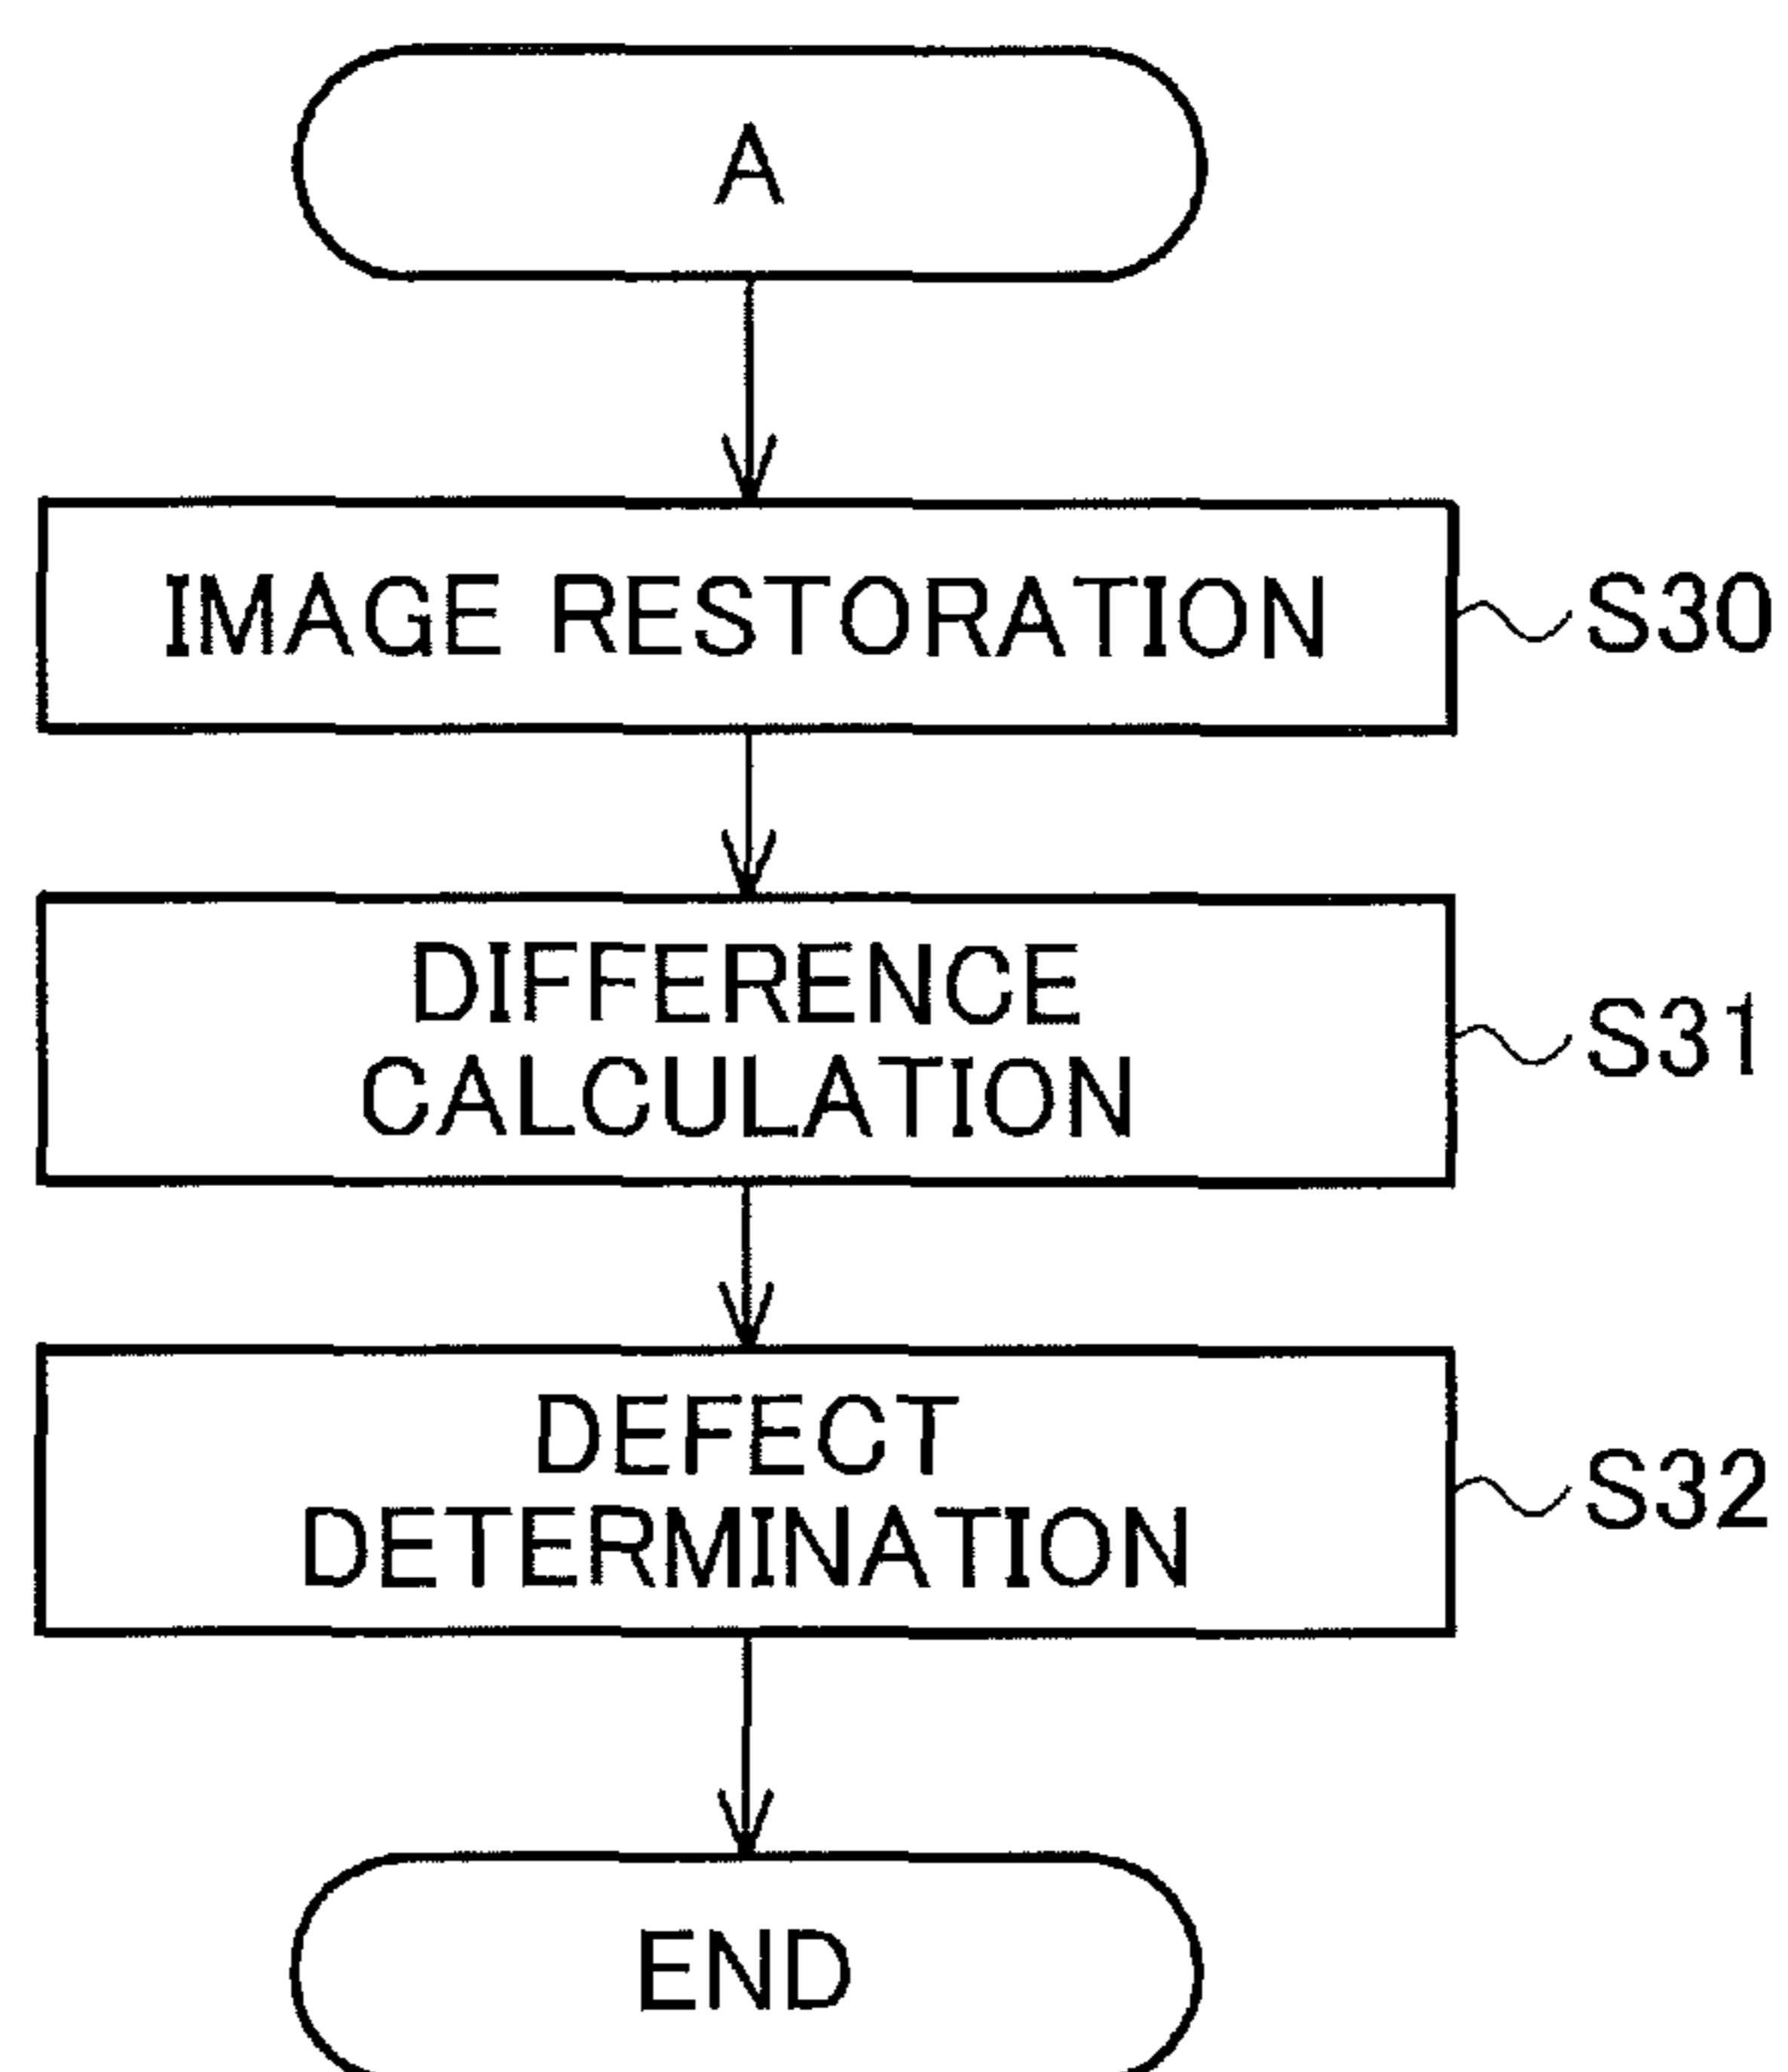 A
IMAGE RESTORATION
S30
DIFFERENCE
CALCULATION
S31
DEFECT
DETERMINATION
S32
END